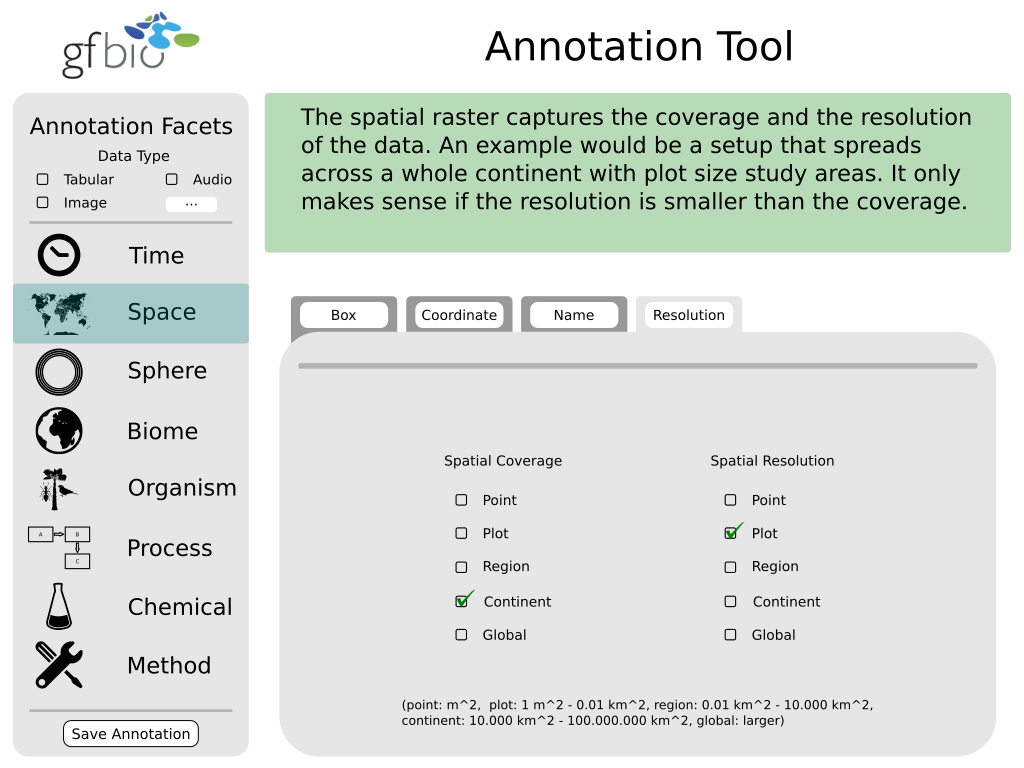 gfbio
Annotation Tool
Annotation Facets
Data Type
Tabular
Audio
Image
...
Time
Space
Sphere
Biome
Organism
A
B
C
Process
Chemical
Method
Save Annotation
The spatial raster captures the coverage and the resolution
of the data. An example would be a setup that spreads
across a whole continent with plot size study areas. It only
makes sense if the resolution is smaller than the coverage.
Box
Coordinate
Name
Resolution
Spatial Coverage
Point
Plot
Region
Continent
Global
Spatial Resolution
Point
Plot
Region
Continent
Global
(point: m^2,  plot: 1 m^2 - 0.01 km^2, region: 0.01 km^2 - 10.000 km^2,
continent: 10.000 km^2 - 100.000.000 km^2, global: larger)